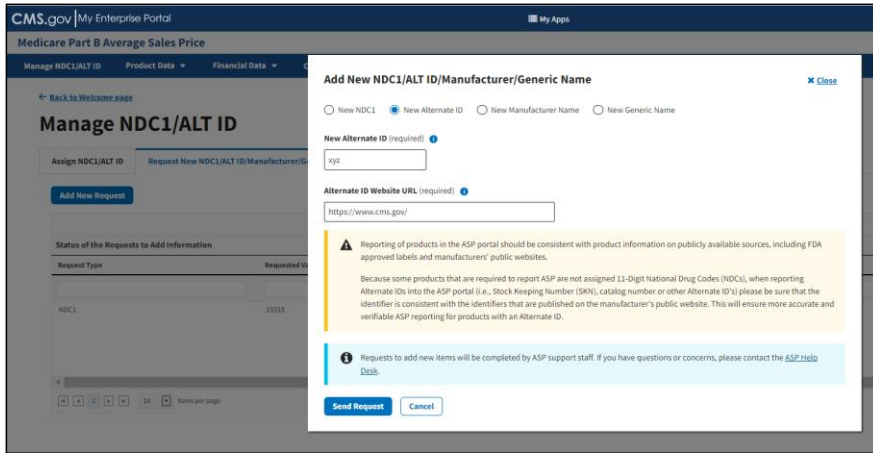 CMS.gov My Enterprise Portal
My Apps
Medicare Part B Average Sales Price
Manage NDC1/ALT ID Product Data Financial Data C
Back to Welcome page
Manage NDC1/ALT ID
Assign NDC1/ALT ID Request New NDC1/ALT ID/Manufacturer/Ge
Add New Request
Status of the Requests to Add Information
Request Type Requested Va
NDC1 33333
1 10 items per page
Add New NDC1/ALT ID/Manufacturer/Generic Name
Close
New NDC1 New Alternate ID New Manufacturer Name New Generic Name
New Alternate ID (required)
xyz
Alternate ID Website URL (required)
https://www.cms.gov/
Reporting of products in the ASP portal should be consistent with product information on publicly available sources, including FDA
approved labels and manufacturers' public websites.
Because some products that are required to report ASP are not assigned 11-Digit National Drug Codes (NDCs), when reporting
Alternate IDs into the ASP portal (i.e., Stock Keeping Number (SKN), catalog number or other Alternate ID's) please be sure that the
identifier is consistent with the identifiers that are published on the manufacturer's public website. This will ensure more accurate and
verifiable ASP reporting for products with an Alternate ID.
Requests to add new items will be completed by ASP support staff. If you have questions or concerns, please contact the ASP Help
Desk.
Send Request Cancel